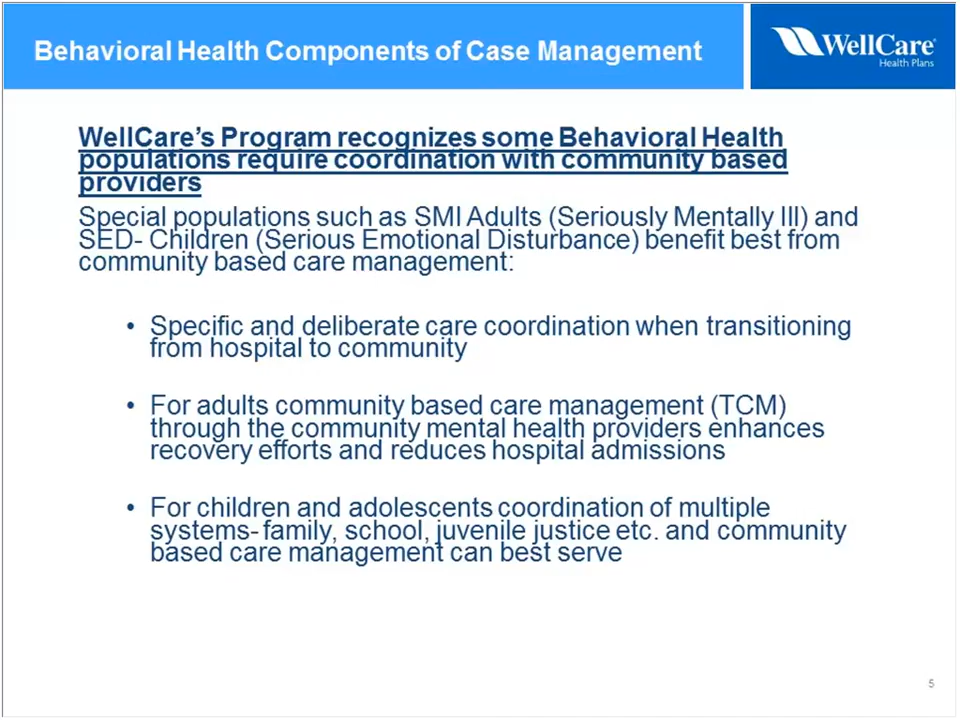 Behavioral Health Components of Case Management
WellCare®
Health Plans
WellCare's Program recognizes some Behavioral Health
populations require coordination with community based
providers
Special populations such as SMI Adults (Seriously Mentally Ill) and
SED- Children (Serious Emotional Disturbance) benefit best from
community based care management:
• Specific and deliberate care coordination when transitioning
from hospital to community
• For adults community based care management (TCM)
through the community mental health providers enhances
recovery efforts and reduces hospital admissions
• For children and adolescents coordination of multiple
systems- family, school, juvenile justice etc. and community
based care management can best serve
5